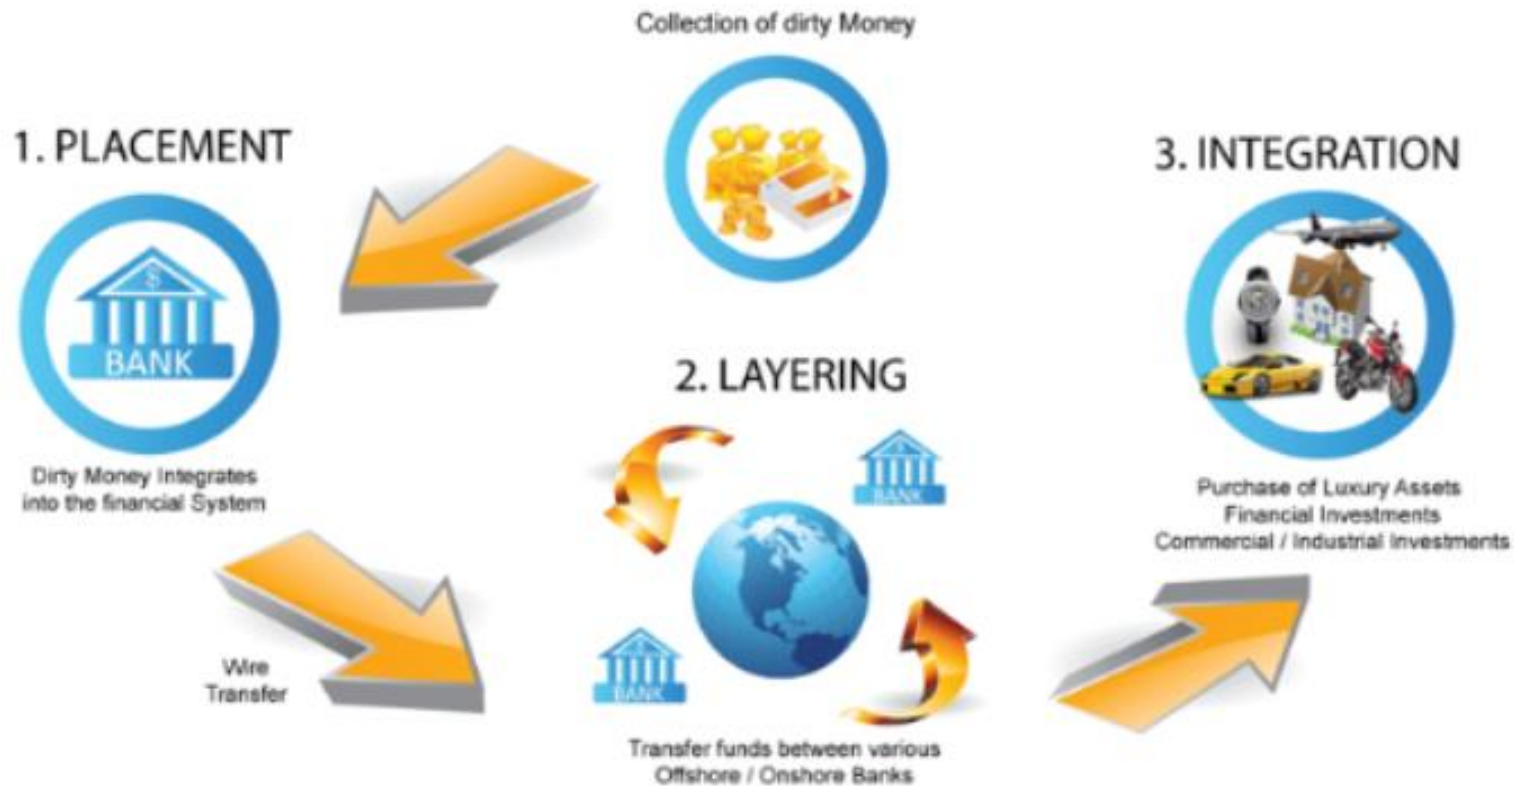 Collection of dirty Money
1. PLACEMENT
$
BANK
Dirty Money Integrates
into the financial System
Wire
Transfer
2. LAYERING
BANK
BANK
Transfer funds between various
Offshore / Onshore Banks
3. INTEGRATION
Purchase of Luxury Assets
Financial Investments
Commercial / Industrial Investments